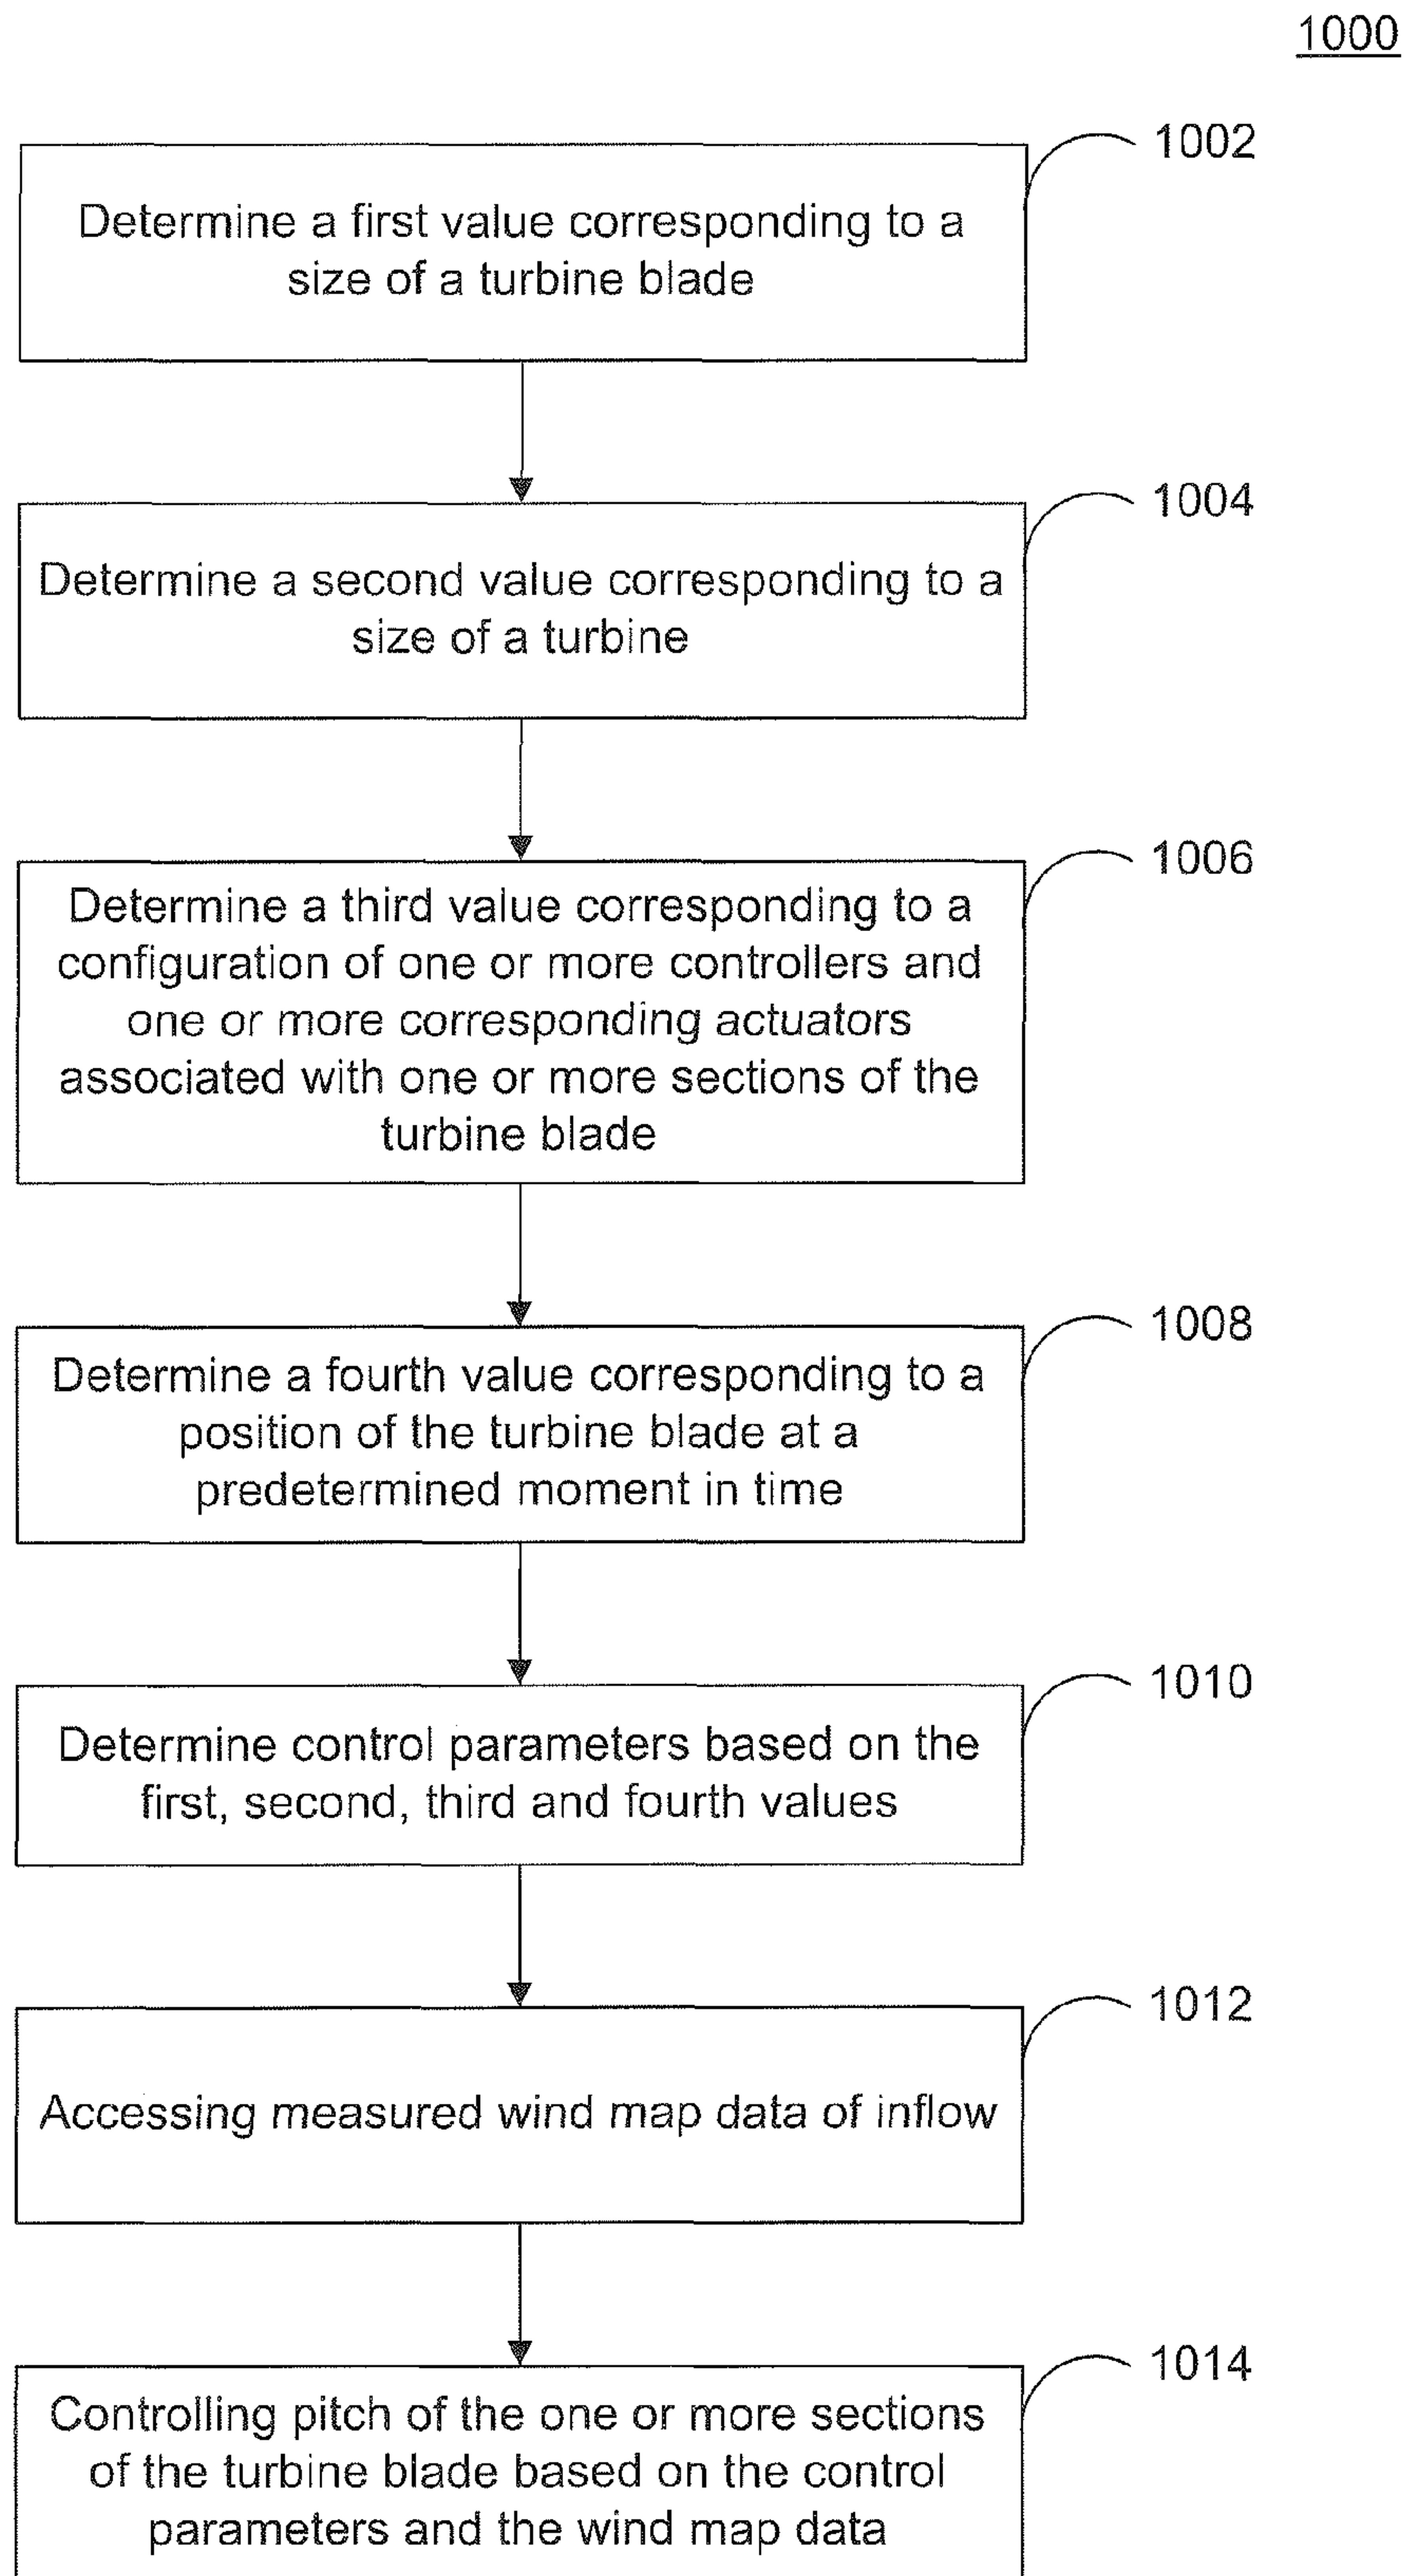 1000
1002
Determine a first value corresponding to a
size of a turbine blade
1004
Determine a second value corresponding to a
size of a turbine
1006
Determine a third value corresponding to a
configuration of one or more controllers and
one or more corresponding actuators
associated with one or more sections of the
turbine blade
1008
Determine a fourth value corresponding to a
position of the turbine blade at a
predetermined moment in time
1010
Determine control parameters based on the
first, second, third and fourth values
1012
Accessing measured wind map data of inflow
1014
Controlling pitch of the one or more sections
of the turbine blade based on the control
parameters and the wind map data